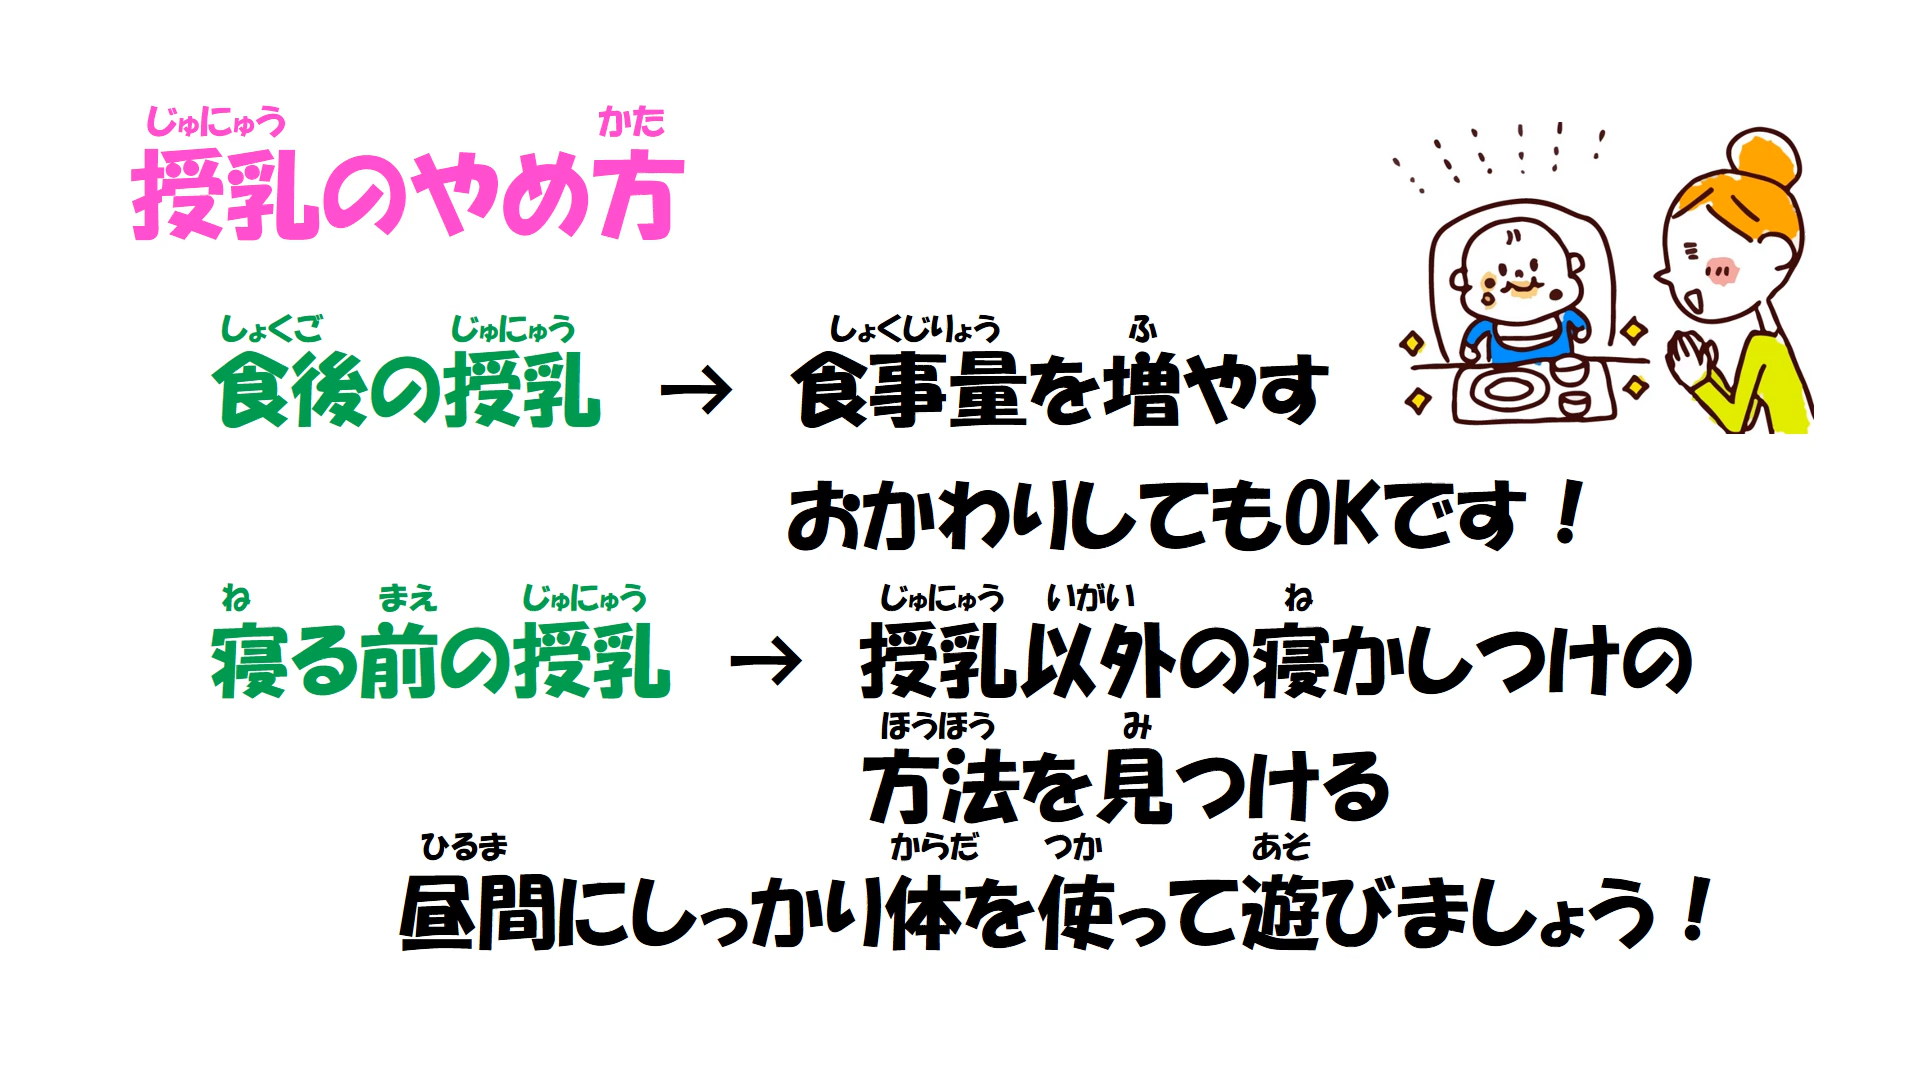 じゅにゅう かた
授乳のやめ方
しょくご じゅにゅう しょくじりょう ふ
食後の授乳 → 食事量を増やす
おかわりしてもOKです！
ね まえ じゅにゅう じゅにゅう いがい ね
寝る前の授乳 → 授乳以外の寝かしつけの
ほうほう み
方法を見つける
ひるま からだ つか あそ
昼間にしっかり体を使って遊びましょう！